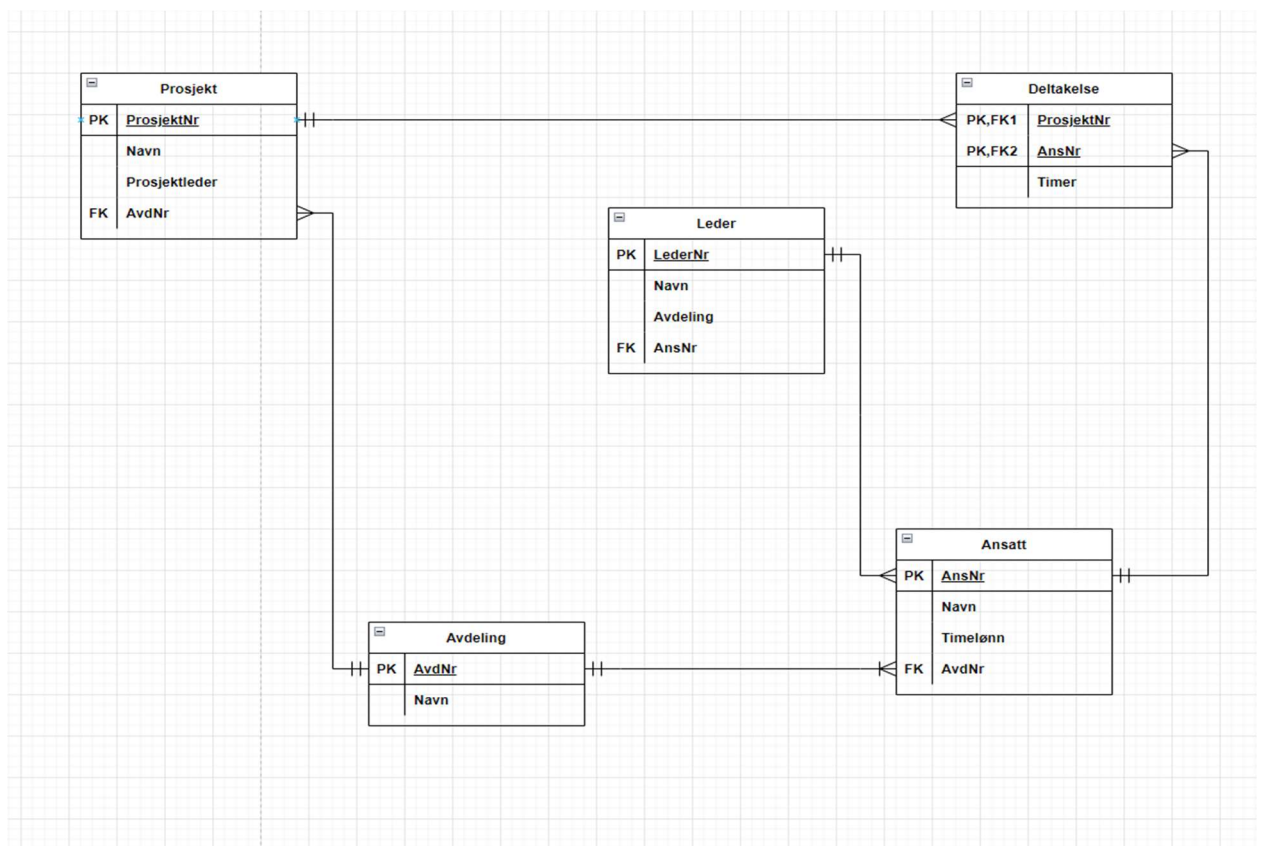 Prosjekt
PK ProsjektNr
Navn
Prosjektleder
FK AvdNr
Deltakelse
PK,FK1 ProsjektNr
PK,FK2 AnsNr
Timer
Leder
PK LederNr
Navn
Avdeling
FK AnsNr
Ansatt
PK AnsNr
Navn
Timelønn
FK AvdNr
Avdeling
PK AvdNr
Navn